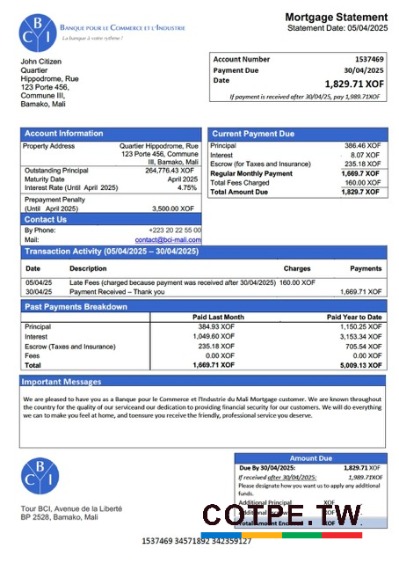 BCI
BANQUE POUR LE COMMERCE ET L'INDUSTRIE
La banque à votre rythme !
Mortgage Statement
Statement Date: 05/04/2025
John Citizen
Quartier
Hippodrome, Rue
123 Porte 456,
Commune III,
Bamako, Mali
Account Number 1537469
Payment Due 30/04/2025
Date 1,829.71 XOF
If payment is received after 30/04/25, pay 1,989.71XOF
Account Information
Property Address Quartier Hippodrome, Rue
123 Porte 456, Commune
III, Bamako, Mali
Outstanding Principal 264,776.43 XOF
Maturity Date April 2025
Interest Rate (Until April 2025) 4.75%
Prepayment Penalty
(Until April 2025) 3,500.00 XOF
Current Payment Due
Principal 386.46 XOF
Interest 8.07 XOF
Escrow (for Taxes and Insurance) 235.18 XOF
Regular Monthly Payment 1,669.7 XOF
Total Fees Charged 160.00 XOF
Total Amount Due 1,829.7 XOF
Contact Us
By Phone: +223 20 22 55 00
Mail: contact@bci-mali.com
Transaction Activity (05/04/2025 – 30/04/2025)
Date Description Charges Payments
05/04/25 Late Fees (charged because payment was received after 30/04/2025) 160.00 XOF
30/04/25 Payment Received – Thank you 1,669.71 XOF
Past Payments Breakdown
Paid Last Month Paid Year to Date
Principal 384.93 XOF 1,150.25 XOF
Interest 1,049.60 XOF 3,153.34 XOF
Escrow (Taxes and Insurance) 235.18 XOF 705.54 XOF
Fees 0.00 XOF 0.00 XOF
Total 1,669.71 XOF 5,009.13 XOF
Important Messages
We are pleased to have you as a Banque pour le Commerce et l'Industrie du Mali Mortgage customer. We are known throughout
the country for the quality of our serviceand our dedication to providing financial security for our customers. We will do everything
we can to make you feel at home, and toensure you receive the friendly, professional service you deserve.
BCI
Tour BCI, Avenue de la Liberté
BP 2528, Bamako, Mali
Amount Due
Due By 30/04/2025: 1,829.71 XOF
If received after 30/04/2025: 1,989.71XOF
Please designate how you want us to apply any additional
funds.
Additional Principal XOF
Additional XOF
Total Amount Enclosed XOF
COTPE.TW
1537469 34571892 342359127